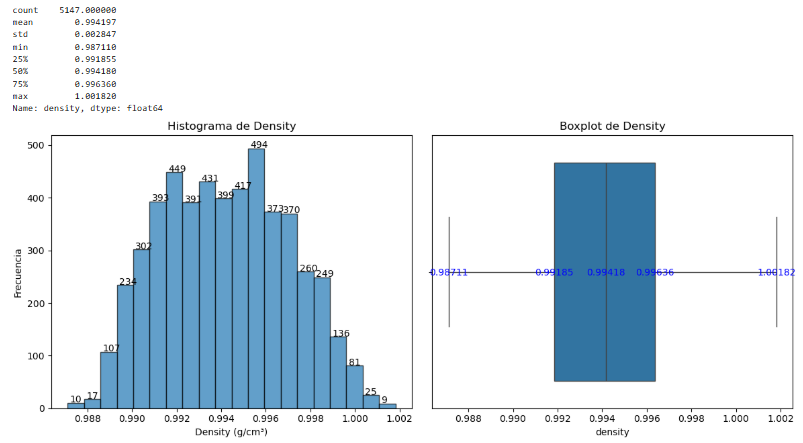 count    5147.000000
mean        0.994197
std         0.002847
min         0.987110
25%         0.991855
50%         0.994180
75%         0.996360
max         1.001820
Name: density, dtype: float64
Histograma de Density
500
400
300
200
100
0
Frecuencia
10
17
107
234
302
393
449
391
431
399
417
494
373
370
260
249
136
81
25
9
0.988 0.990 0.992 0.994 0.996 0.998 1.000 1.002
Density (g/cm³)
Boxplot de Density
0.98711 0.99185 0.99418 0.99636 1.00182
0.988 0.990 0.992 0.994 0.996 0.998 1.000 1.002
density